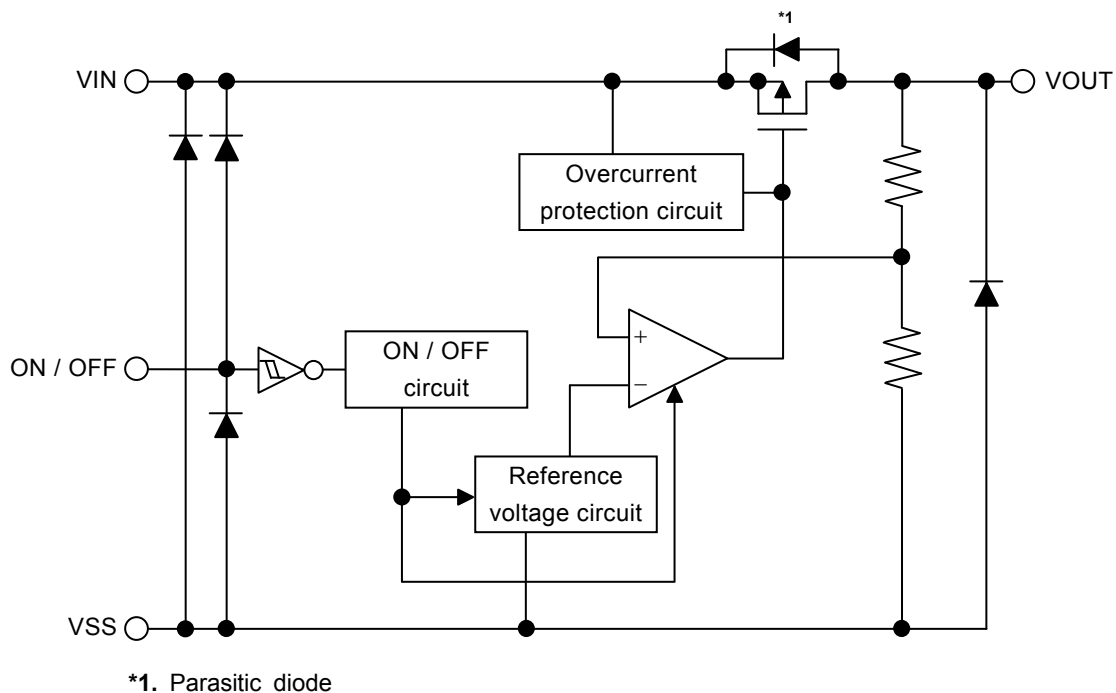 *1
VIN
VOUT
Overcurrent
protection circuit
+
ON / OFF
ON / OFF
circuit
−
Reference
voltage circuit
VSS
*1. Parasitic diode